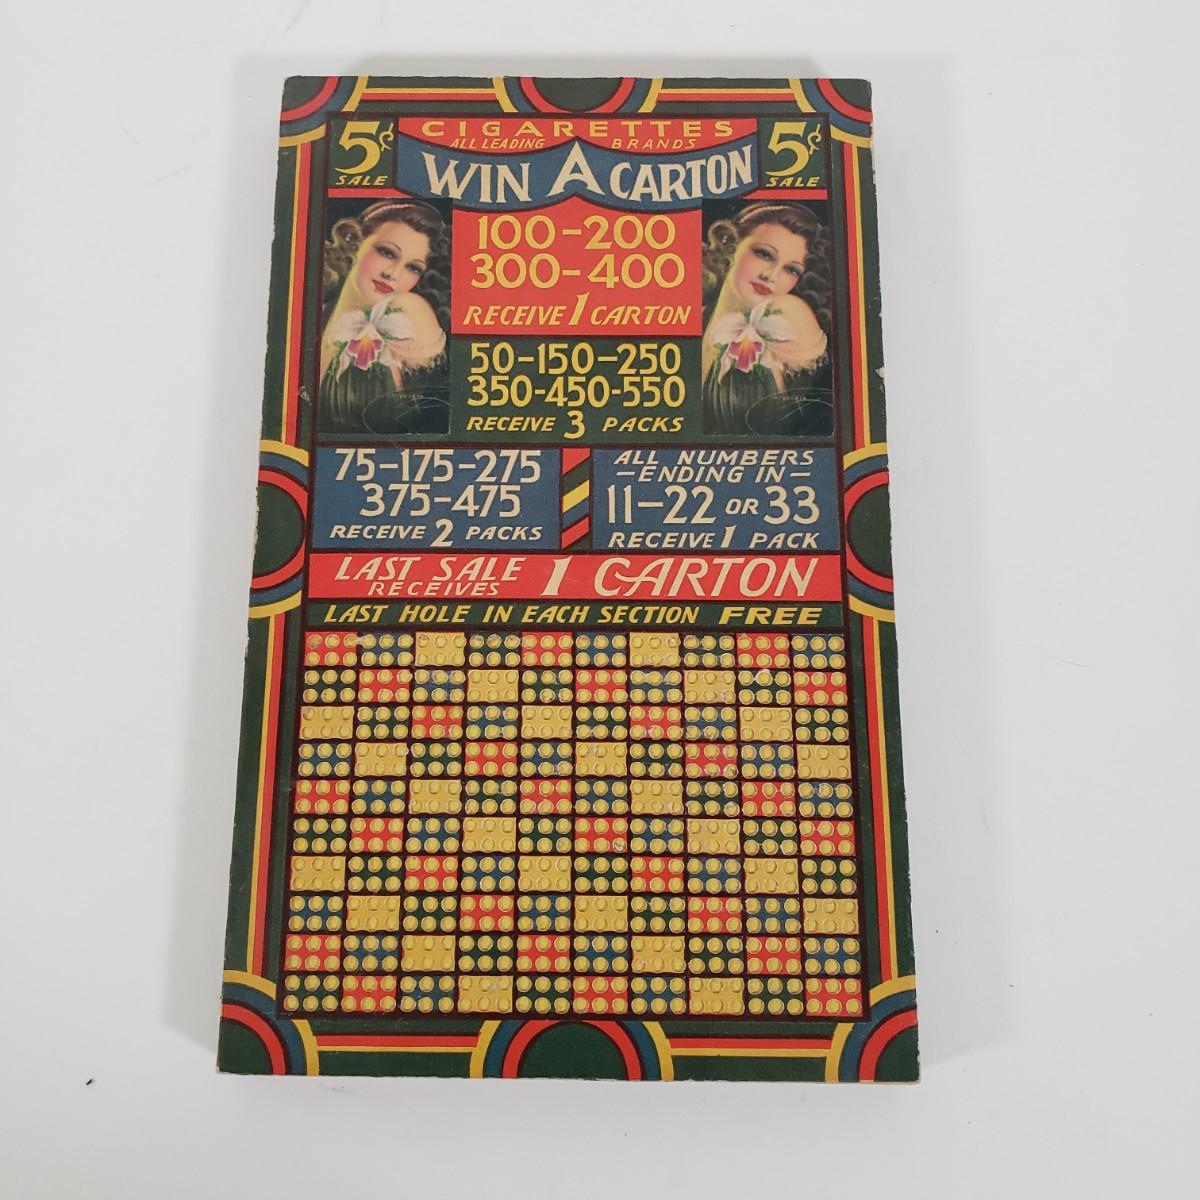 5¢ SALE
CIGARETTES
ALL LEADING BRANDS
WIN A CARTON
5¢ SALE
100-200
300-400
RECEIVE 1 CARTON
50-150-250
350-450-550
RECEIVE 3 PACKS
75-175-275
375-475
RECEIVE 2 PACKS
ALL NUMBERS
-ENDING IN-
11-22 OR 33
RECEIVE 1 PACK
LAST SALE RECEIVES 1 CARTON
LAST HOLE IN EACH SECTION FREE